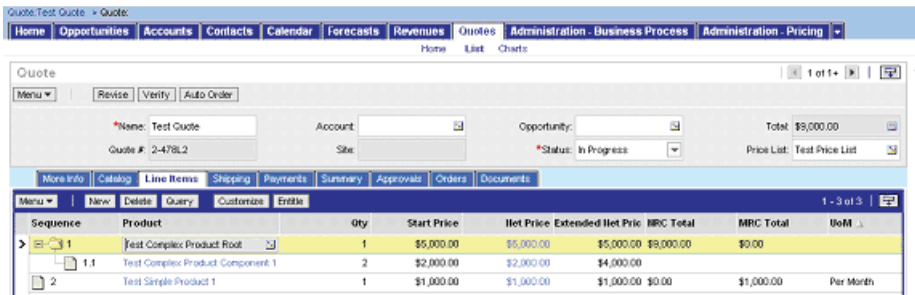 Quote:Test Quote > Quote:
Home Opportunities Accounts Contacts Calendar Forecasts Revenues Quotes Administration - Business Process Administration - Pricing
Home List Charts
Quote 1 of 1+
Menu Revise Verify Auto Order
*Name: Test Quote Account: Opportunity: Total: $9,000.00
Quote #: 2-478L2 Site: *Status: In Progress Price List: Test Price List
More Info Catalog Line Items Shipping Payments Summary Approvals Orders Documents
Menu New Delete Query Customize Entitle 1 - 3 of 3
Sequence Product Qty Start Price Net Price Extended Net Pric NRC Total MRC Total UoM
1 Test Complex Product Root 1 $5,000.00 $5,000.00 $5,000.00 $9,000.00 $0.00
1.1 Test Complex Product Component 1 2 $2,000.00 $2,000.00 $4,000.00
2 Test Simple Product 1 1 $1,000.00 $1,000.00 $1,000.00 $0.00 $1,000.00 Per Month